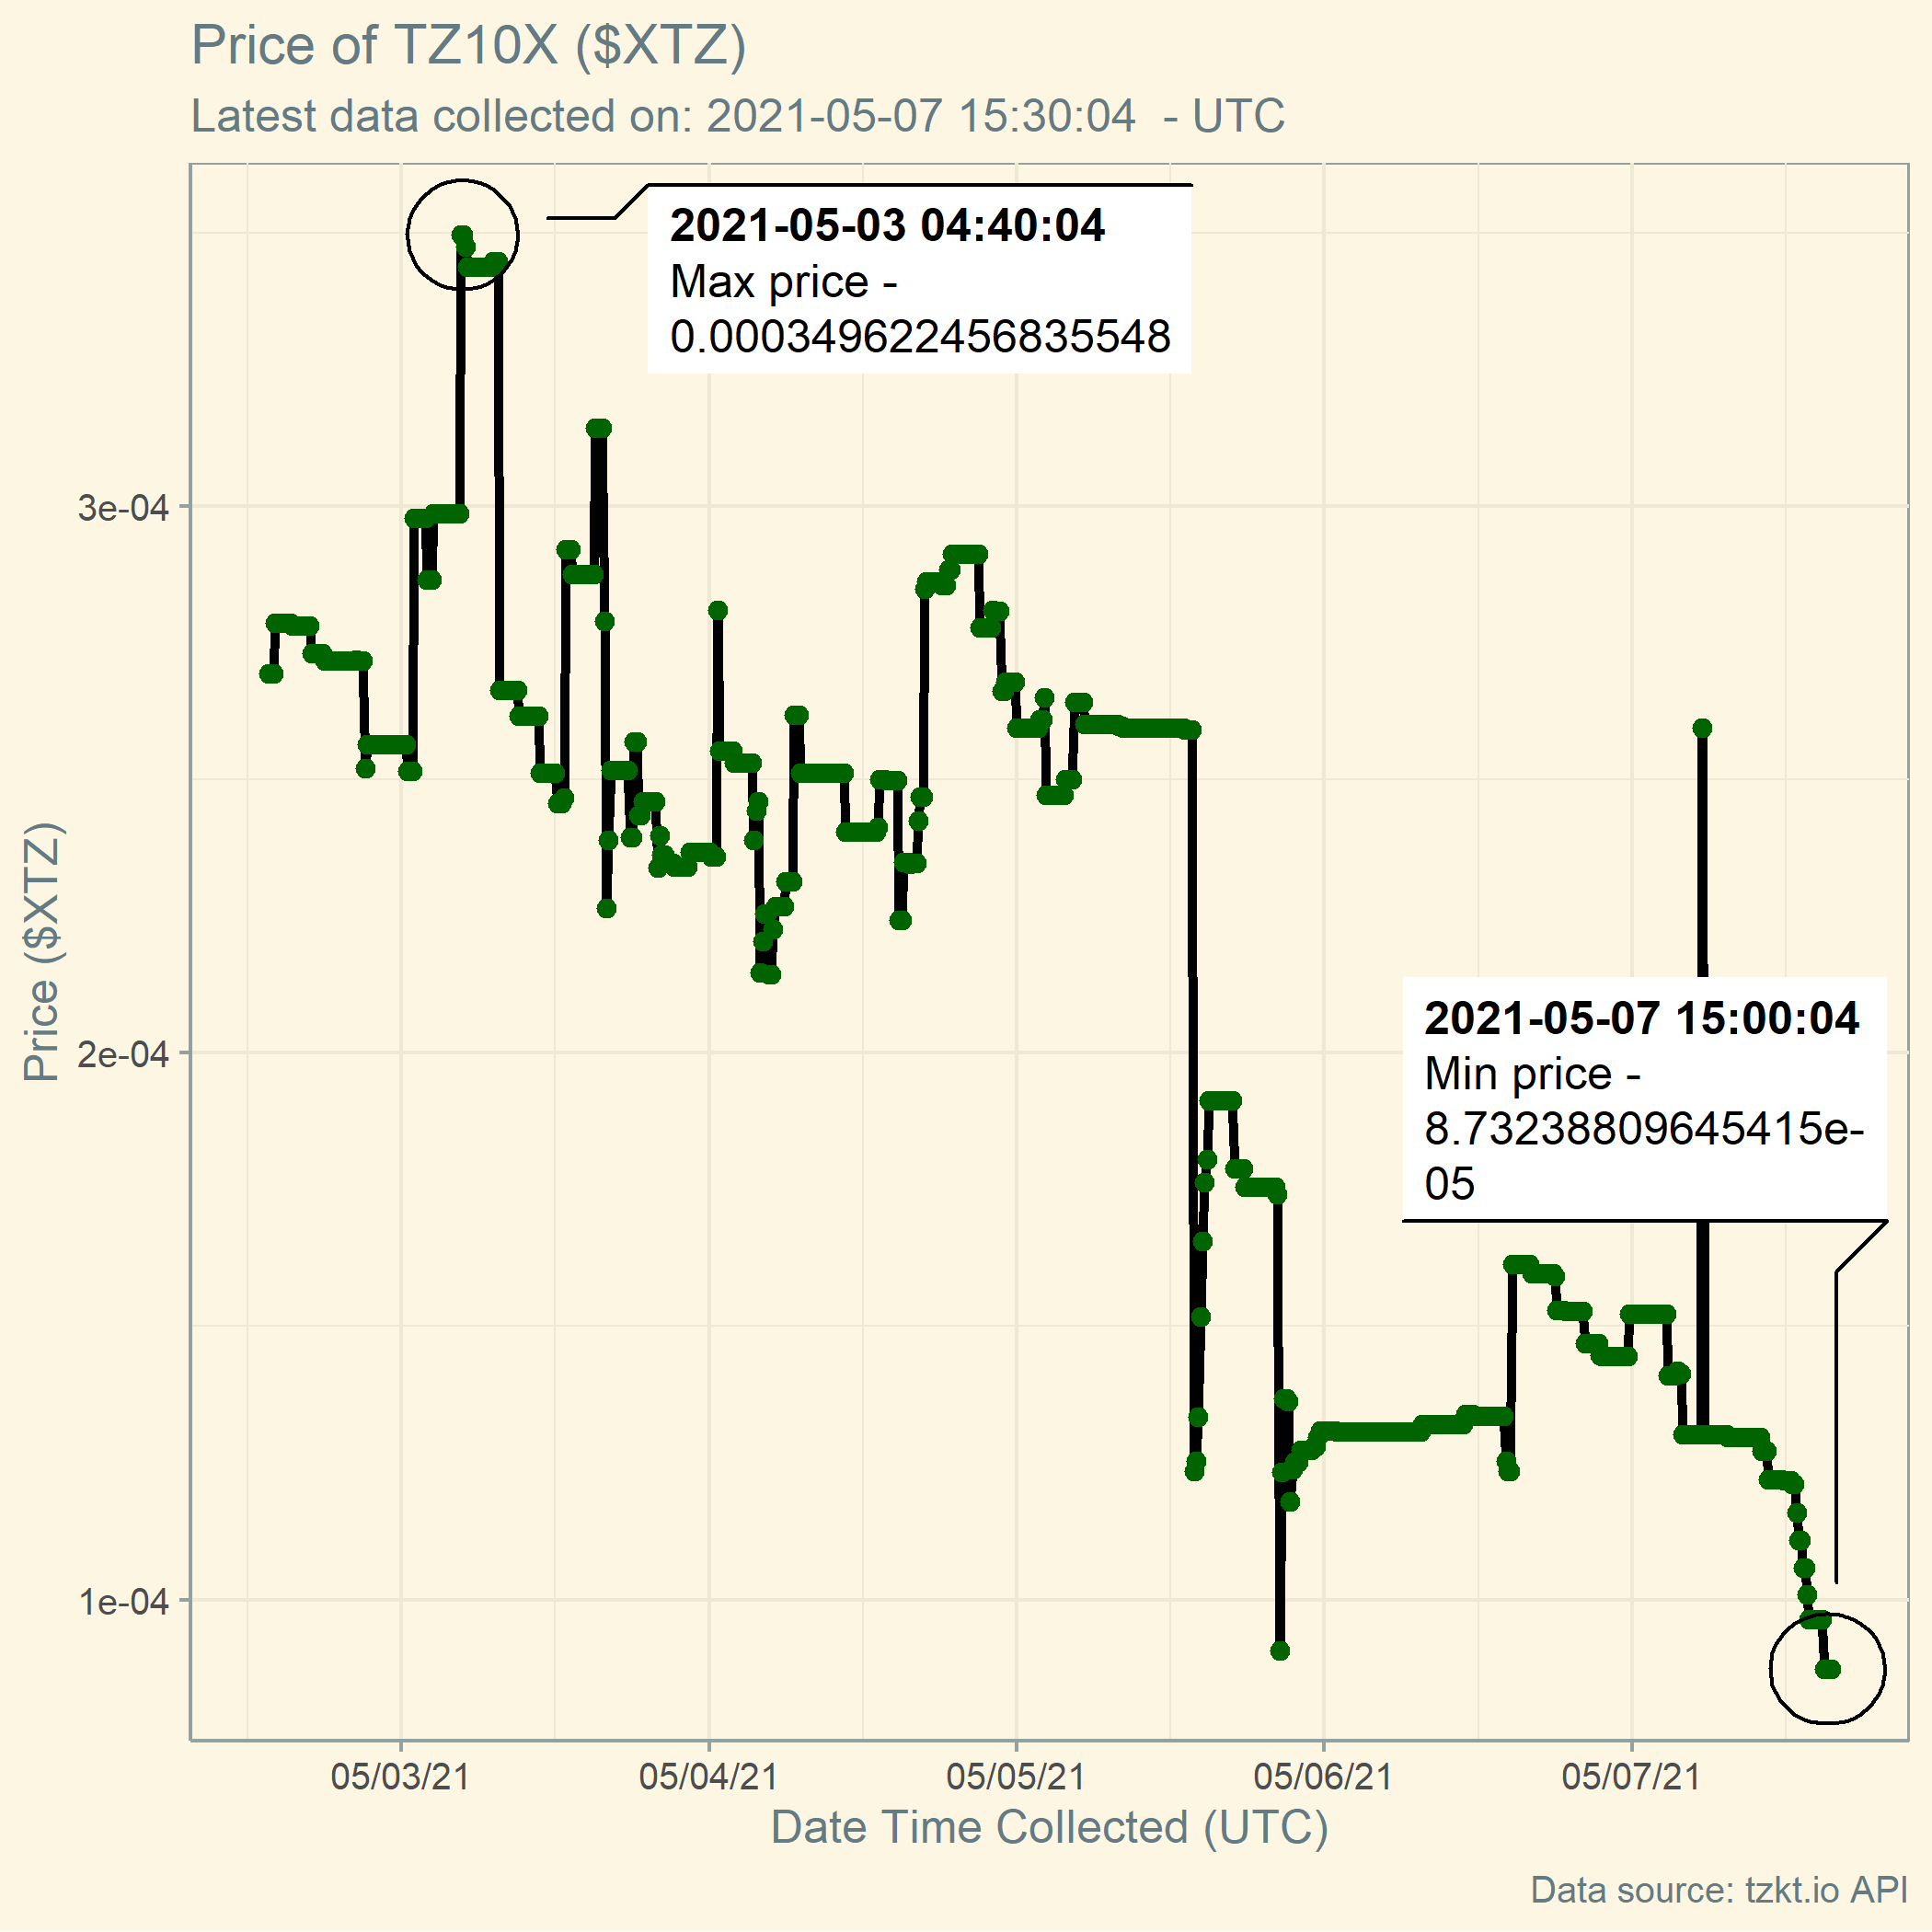 Price of TZ10X ($XTZ)
Latest data collected on: 2021-05-07 15:30:04  - UTC
2021-05-03 04:40:04
Max price -
0.000349622456835548
3e-04
2e-04
1e-04
Price ($XTZ)
2021-05-07 15:00:04
Min price -
8.73238809645415e-
05
05/03/21
05/04/21
05/05/21
05/06/21
05/07/21
Date Time Collected (UTC)
Data source: tzkt.io API